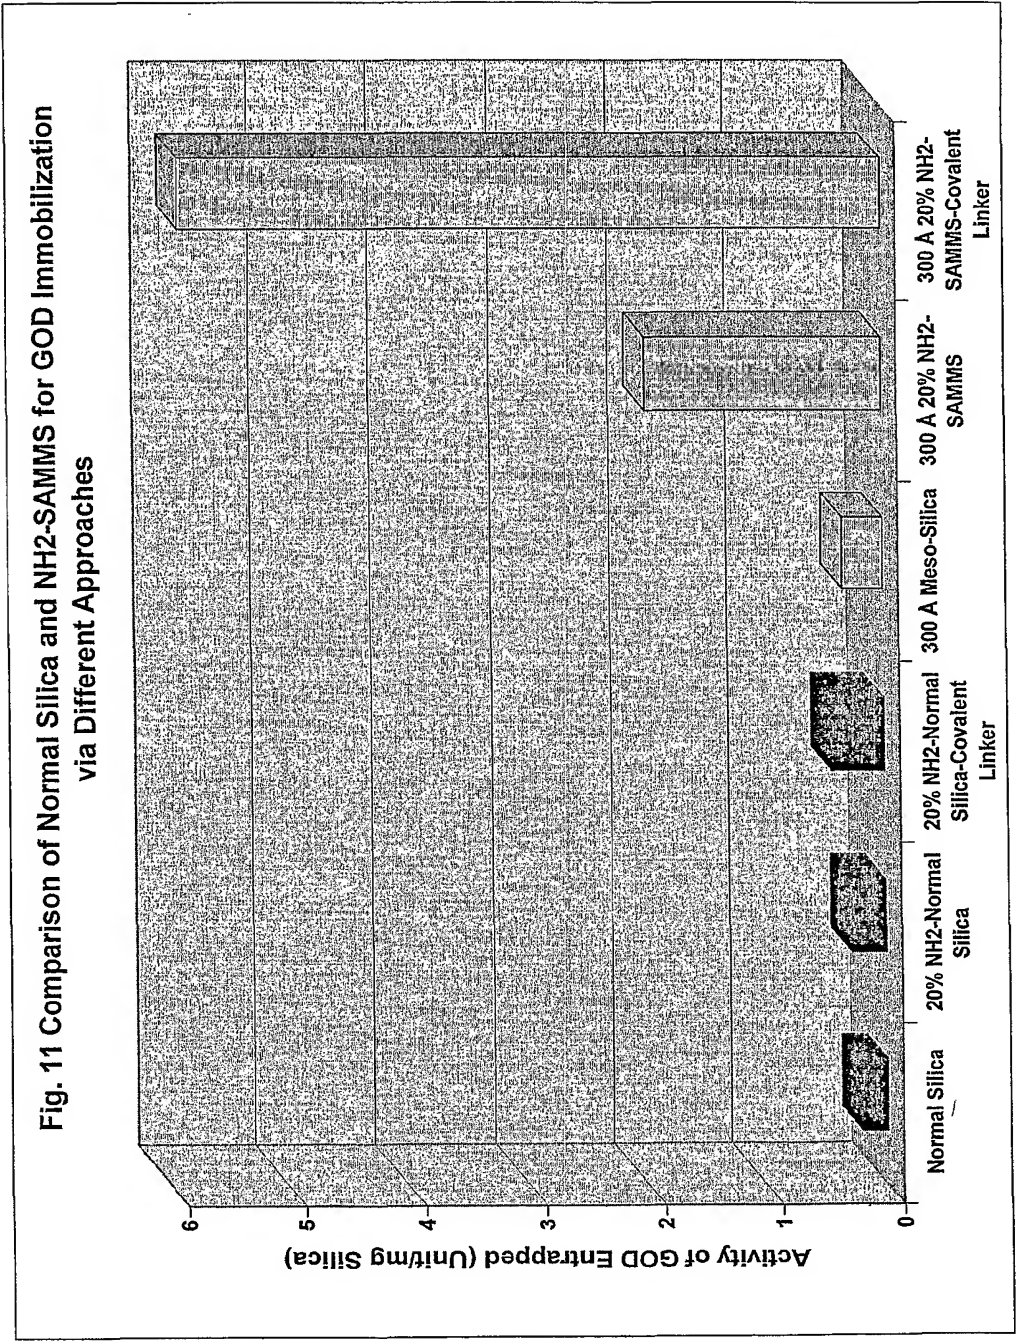 Fig. 11 Comparison of Normal Silica and NH2-SAMMS for GOD Immobilization
via Different Approaches
Activity of GOD Entrapped (Unit/mg Silica)
6
5
4
3
2
1
0
Normal Silica
20% NH2-Normal
Silica
20% NH2-Normal
Silica-Covalent
Linker
300 A Meso-Silica
300 A 20% NH2-
SAMMS
300 A 20% NH2-
SAMMS-Covalent
Linker